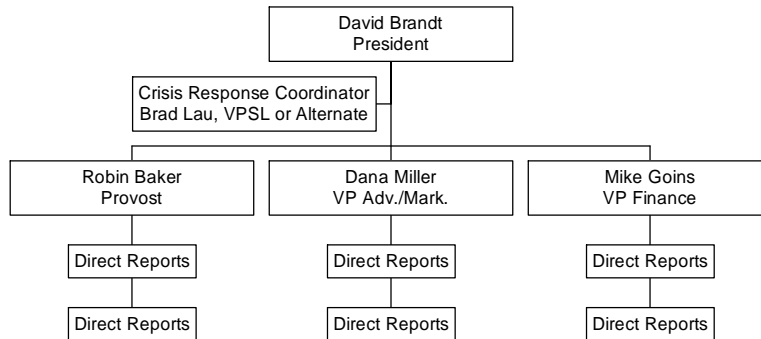 David Brandt
President
Crisis Response Coordinator
Brad Lau, VPSL or Alternate
Robin Baker
Provost
Dana Miller
VP Adv./Mark.
Mike Goins
VP Finance
Direct Reports
Direct Reports
Direct Reports
Direct Reports
Direct Reports
Direct Reports